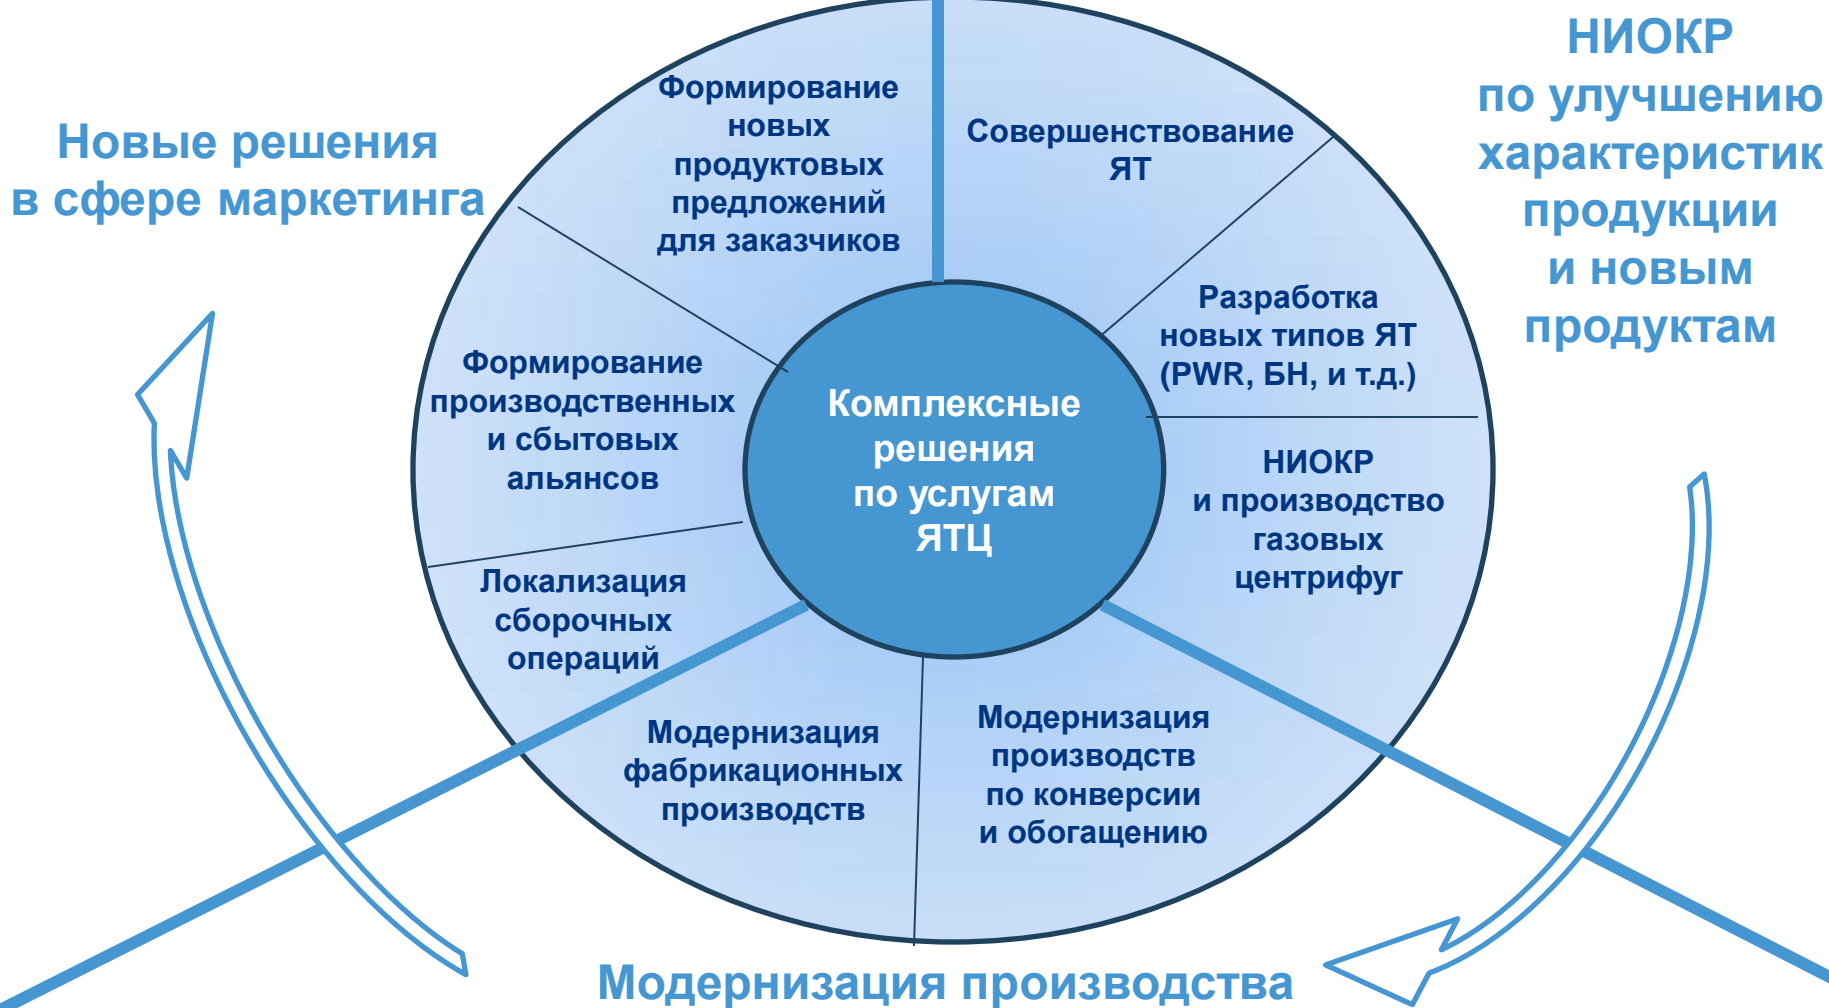 НИОКР
по улучшению
характеристик
продукции
и новым
продуктам
Новые решения
в сфере маркетинга
Формирование
новых
продуктовых
предложений
для заказчиков
Совершенствование
ЯТ
Разработка
новых типов ЯТ
(PWR, БН, и т.д.)
Формирование
производственных
и сбытовых
альянсов
Комплексные
решения
по услугам
ЯТЦ
НИОКР
и производство
газовых
центрифуг
Локализация
сборочных
операций
Модернизация
фабрикационных
производств
Модернизация
производств
по конверсии
и обогащению
Модернизация производства